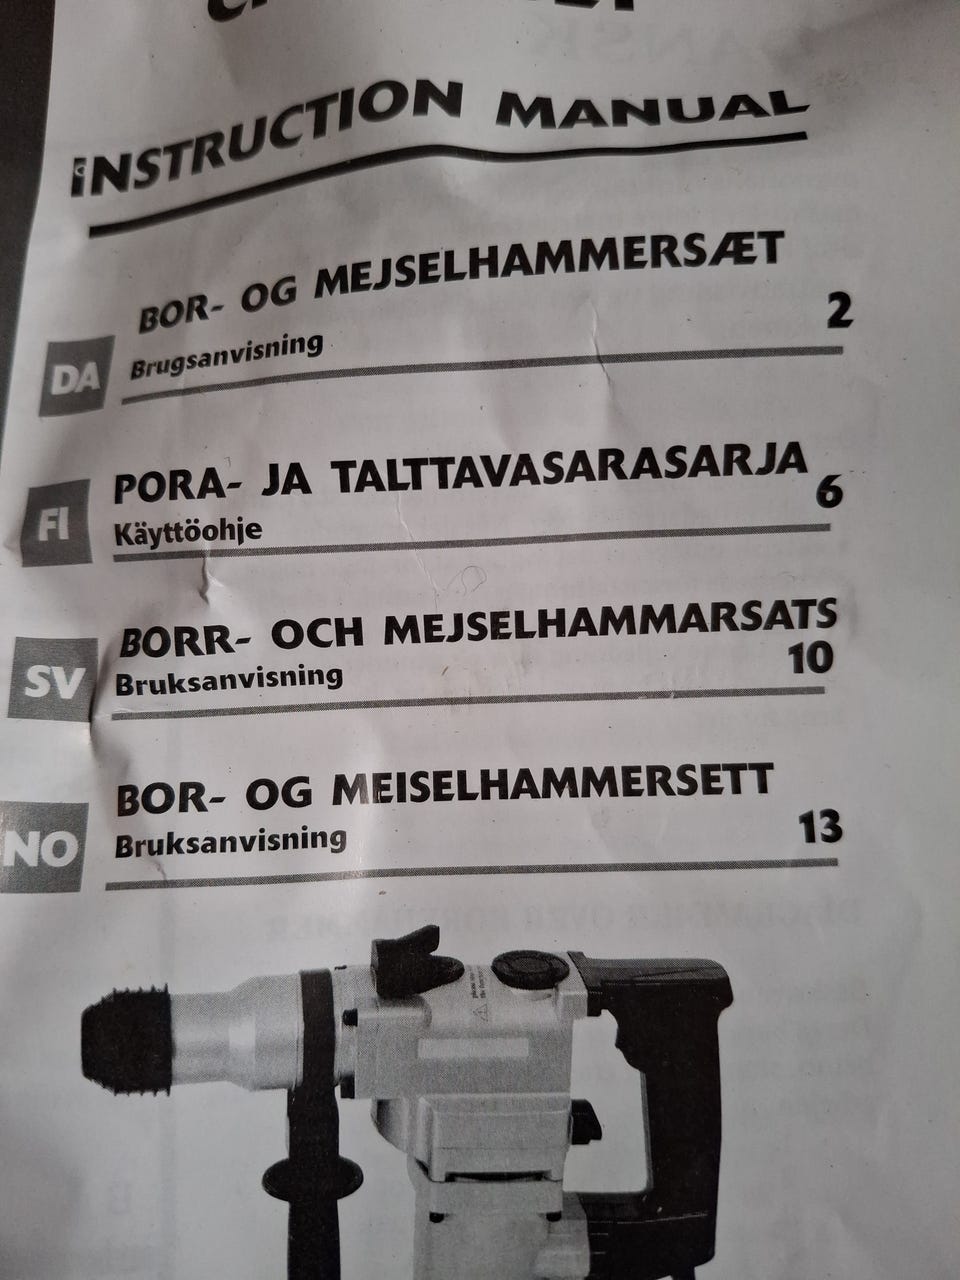 INSTRUCTION MANUAL
BOR- OG MEJSELHAMMERSÆT
DA Brugsanvisning 2
PORA- JA TALTTAVASARASARJA
FI Käyttöohje 6
BORR- OCH MEJSELHAMMARSATS
SV Bruksanvisning 10
BOR- OG MEISELHAMMERSETT
NO Bruksanvisning 13